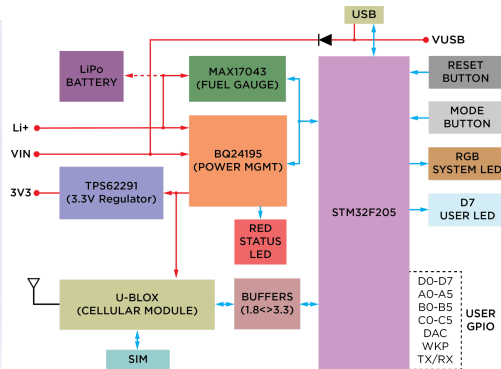 USB
VUSB
LiPo
BATTERY
MAX17043
(FUEL GAUGE)
RESET
BUTTON
MODE
BUTTON
Li+
VIN
BQ24195
(POWER MGMT)
RGB
SYSTEM LED
3V3
TPS62291
(3.3V Regulator)
STM32F205
D7
USER LED
RED
STATUS
LED
U-BLOX
(CELLULAR MODULE)
BUFFERS
(1.8<>3.3)
D0-D7
A0-A5
B0-B5
C0-C5
DAC
WKP
TX/RX
USER
GPIO
SIM